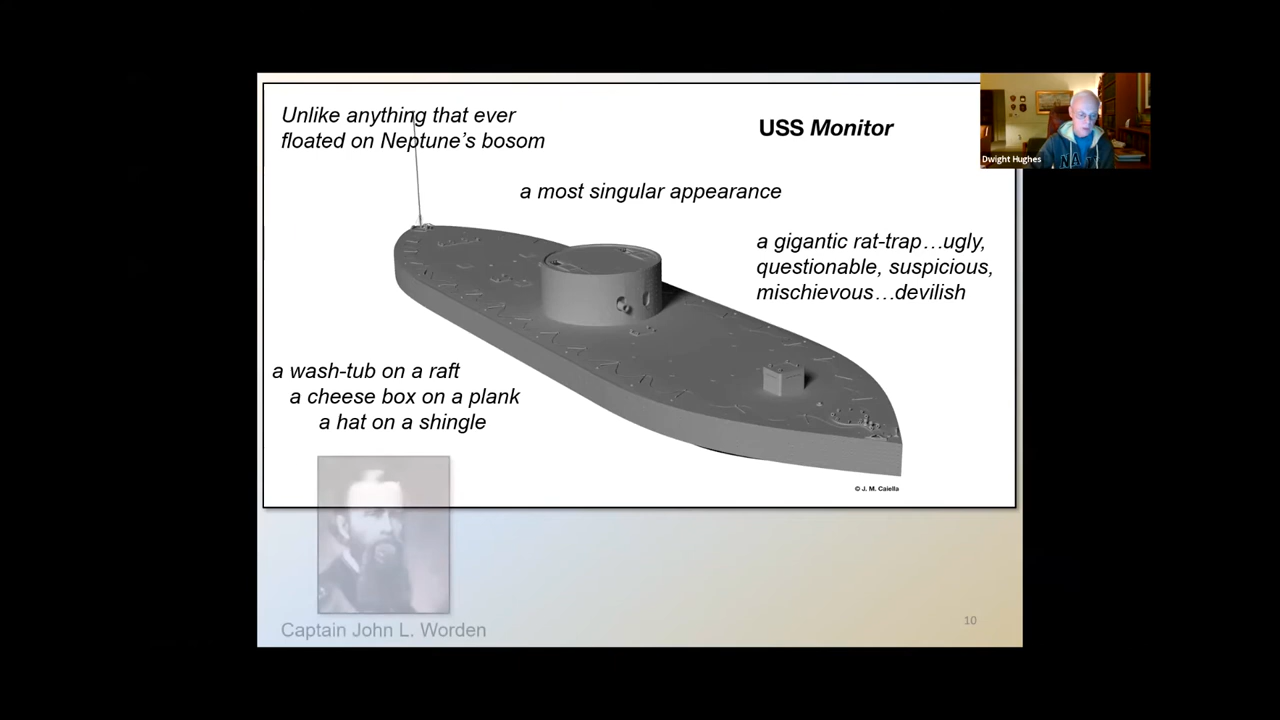 Unlike anything that ever
floated on Neptune's bosom
USS Monitor
Dwight Hughes
a most singular appearance
a gigantic rat-trap…ugly,
questionable, suspicious,
mischievous…devilish
a wash-tub on a raft
a cheese box on a plank
a hat on a shingle
© J. M. Caiella
Captain John L. Worden
10